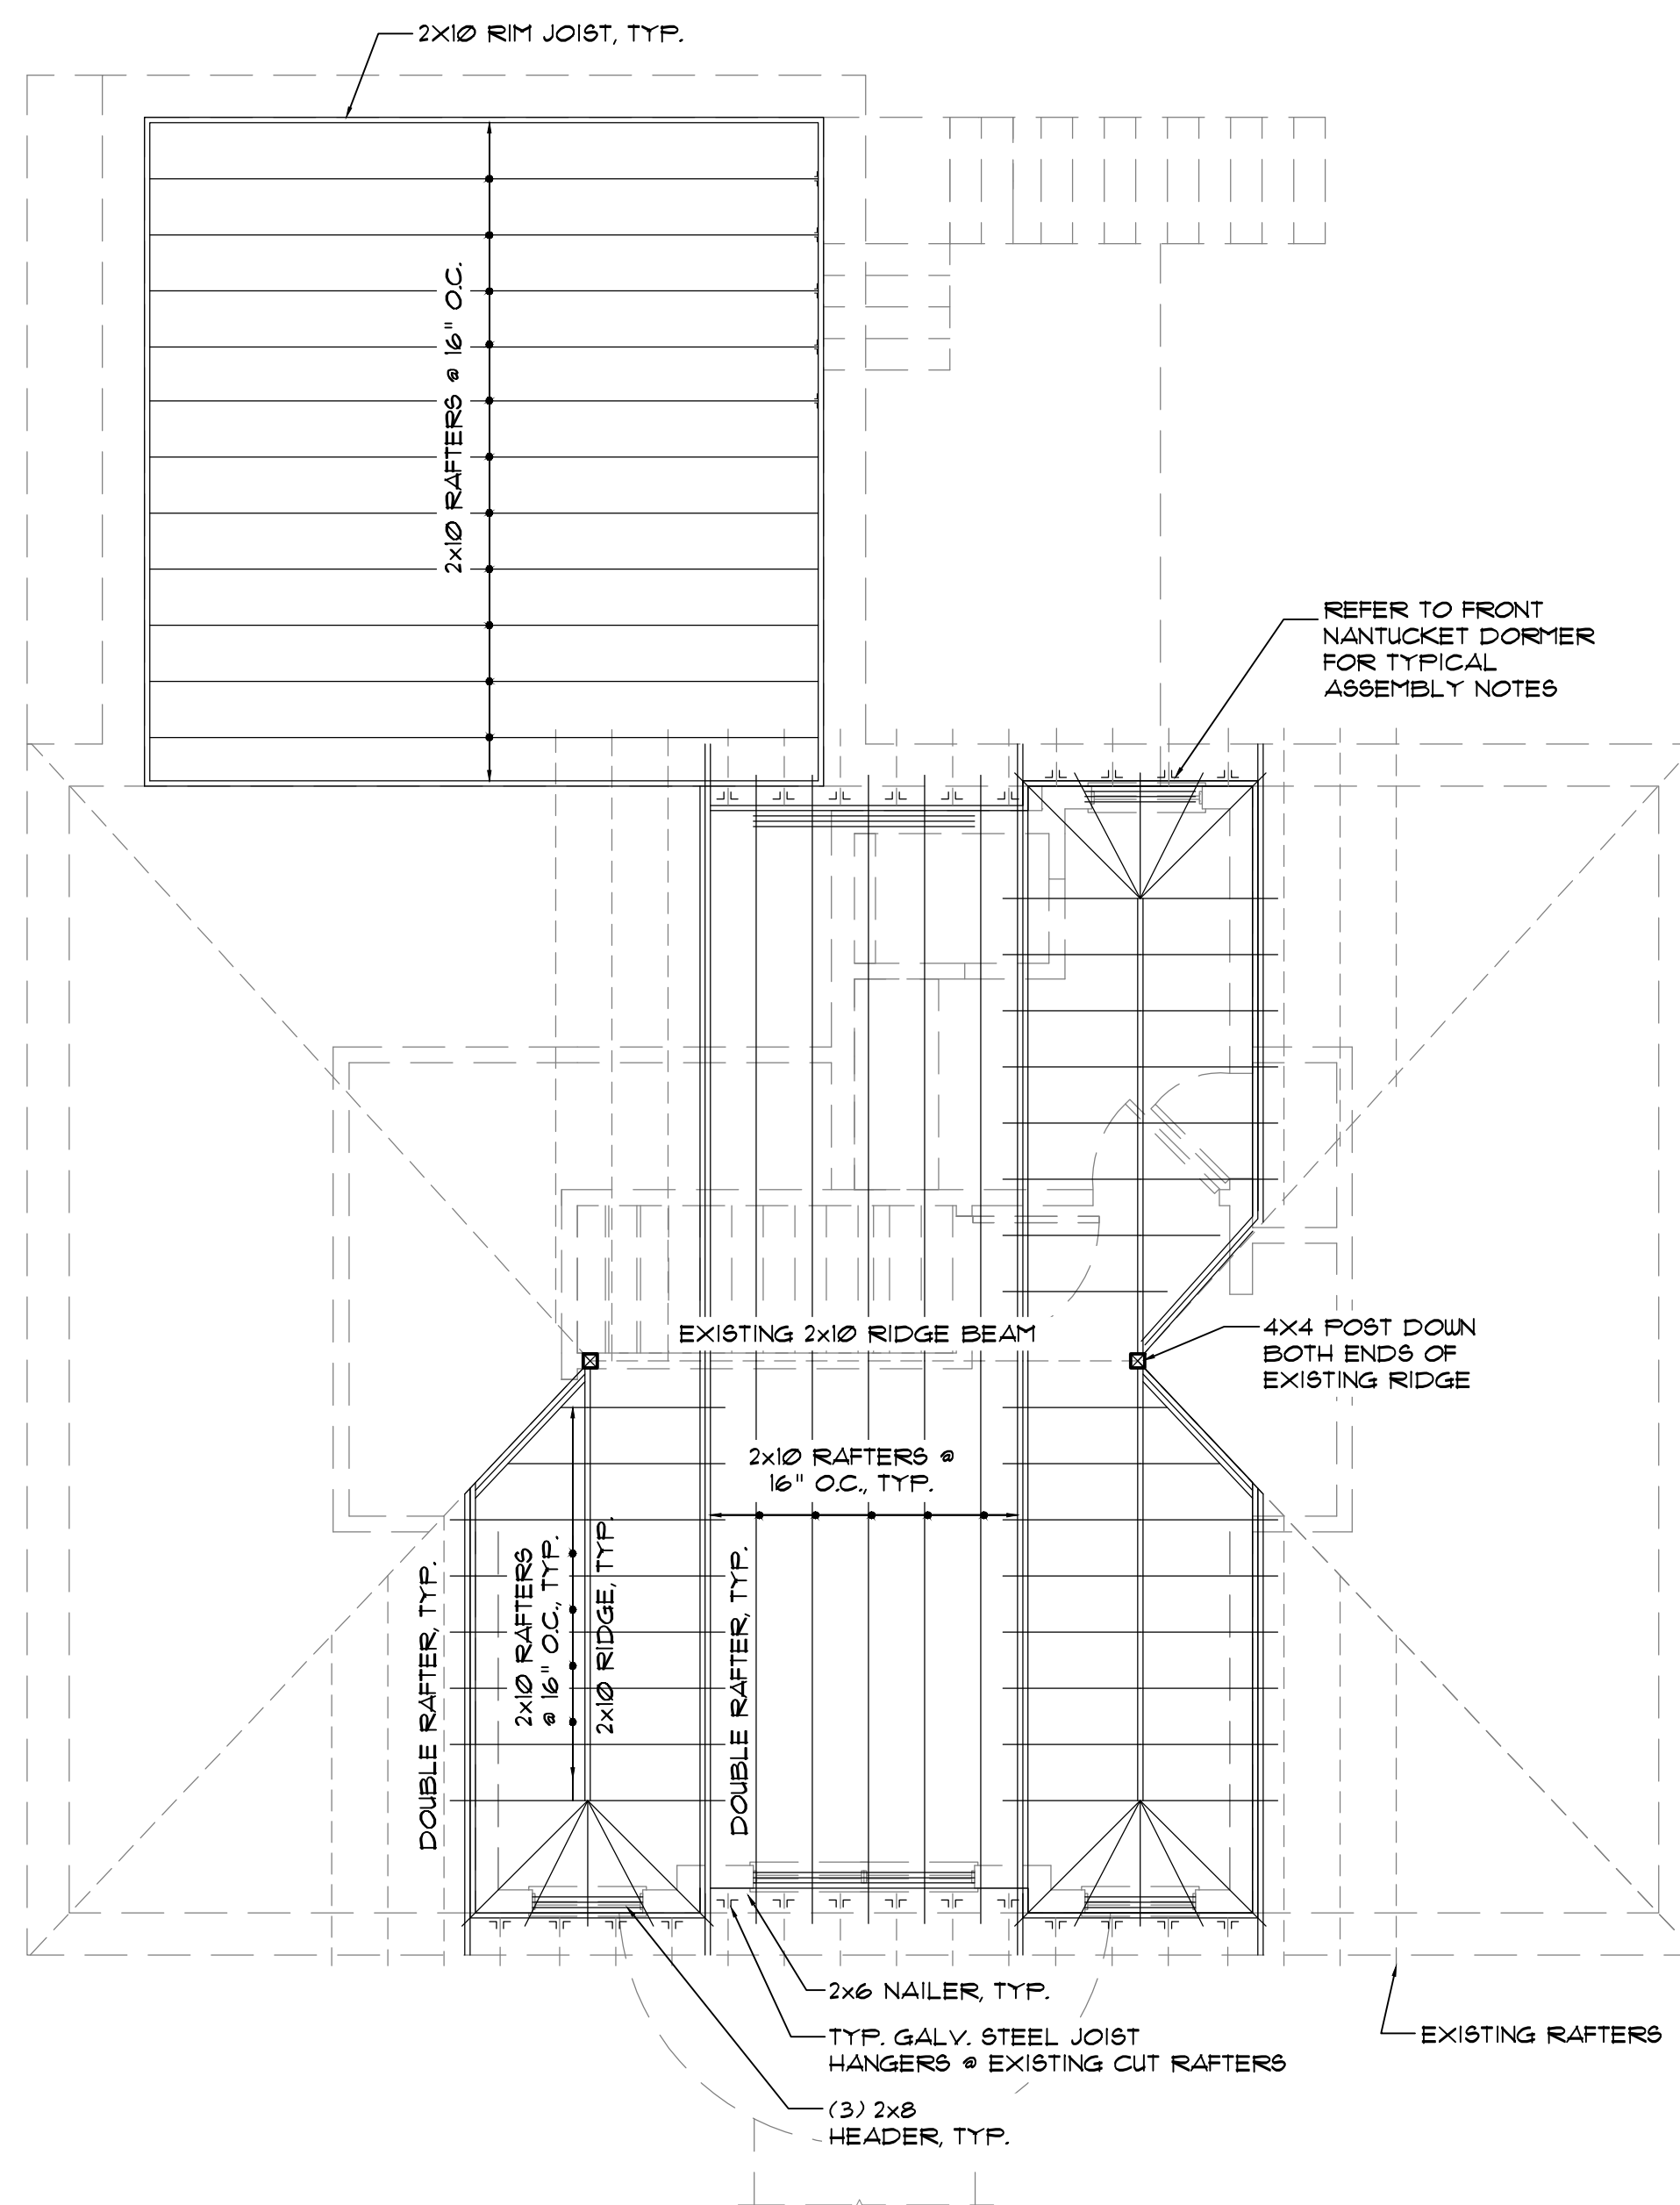 2X10 RIM JOIST, TYP.
2x10 RAFTERS @ 16" O.C.
REFER TO FRONT
NANTUCKET DORMER
FOR TYPICAL
ASSEMBLY NOTES
EXISTING 2x10 RIDGE BEAM
4X4 POST DOWN
BOTH ENDS OF
EXISTING RIDGE
2x10 RAFTERS @
16" O.C., TYP.
DOUBLE RAFTER, TYP.
2x10 RAFTERS
@ 16" O.C., TYP.
2x10 RIDGE, TYP.
DOUBLE RAFTER, TYP.
2x6 NAILER, TYP.
TYP. GALV. STEEL JOIST
HANGERS @ EXISTING CUT RAFTERS
EXISTING RAFTERS
(3) 2x8
HEADER, TYP.